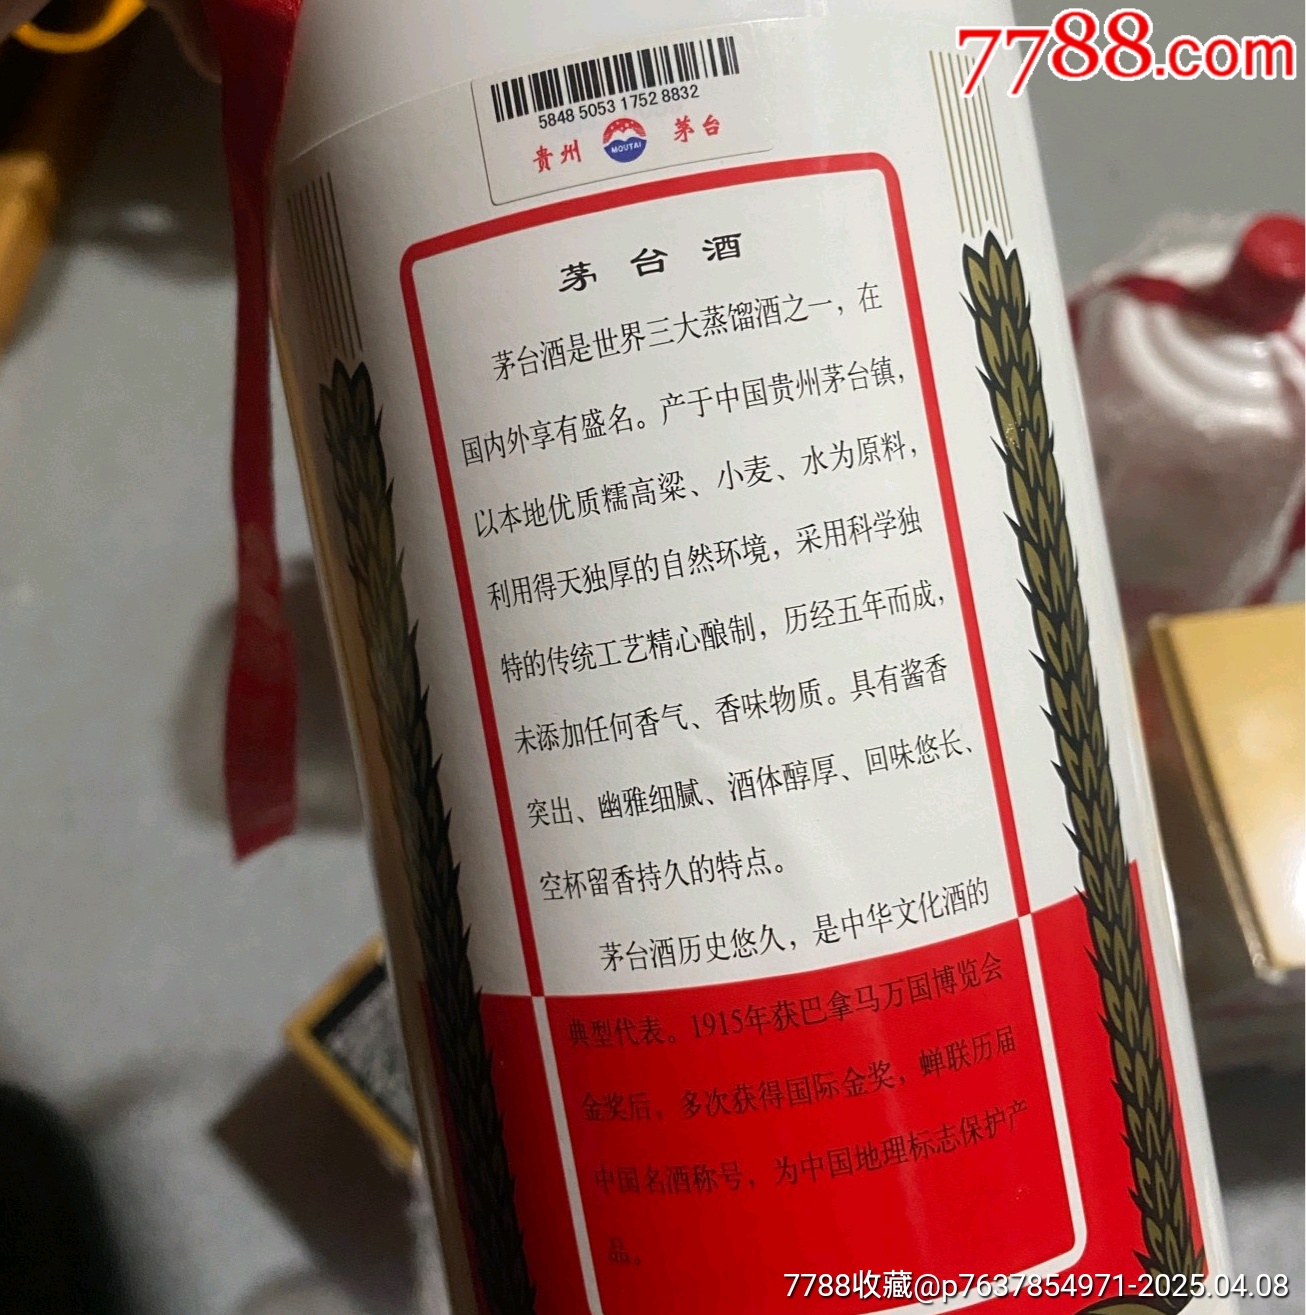 7788.com
5848 5053 1752 8832
贵州 MOUTAI 茅台
茅台酒
茅台酒是世界三大蒸馏酒之一，在
国内外享有盛名。产于中国贵州茅台镇，
以本地优质糯高粱、小麦、水为原料，
利用得天独厚的自然环境，采用科学独
特的传统工艺精心酿制，历经五年而成，
未添加任何香气、香味物质。具有酱香
突出、幽雅细腻、酒体醇厚、回味悠长、
空杯留香持久的特点。
茅台酒历史悠久，是中华文化酒的
典型代表。1915年获巴拿马万国博览会
金奖后，多次获得国际金奖，蝉联历届
中国名酒称号，为中国地理标志保护产
品。
7788收藏@p7637854971-2025.04.08